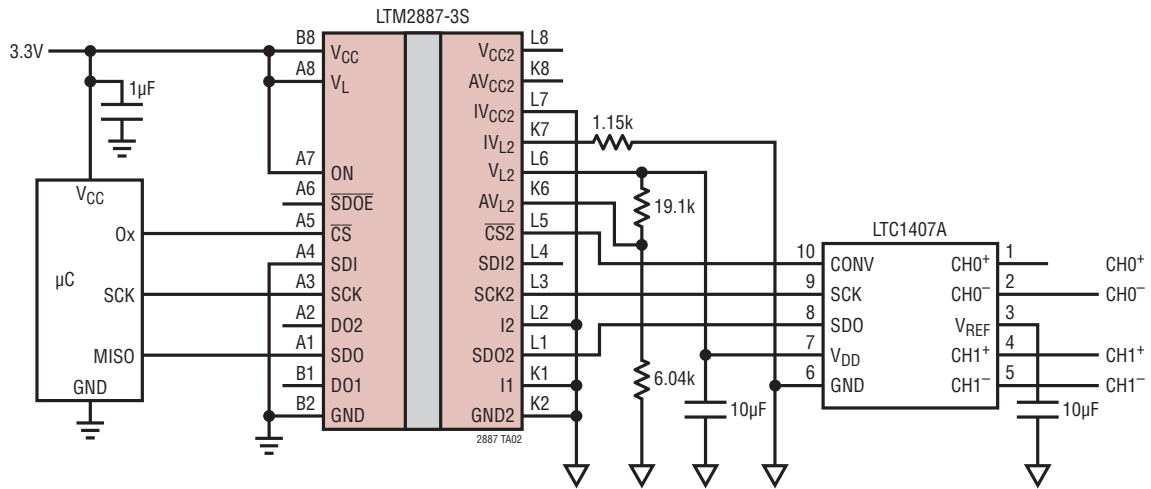 LTM2887-3S
3.3V
1µF
VCC
Ox
µC
SCK
MISO
GND
B8
A8
A7
A6
A5
A4
A3
A2
A1
B1
B2
VCC
VL
ON
SDOE
CS
SDI
SCK
DO2
SDO
DO1
GND
VCC2
AVCC2
IVCC2
IVL2
VL2
AVL2
CS2
SDI2
SCK2
I2
SDO2
I1
GND2
2887 TA02
L8
K8
L7
K7
L6
K6
L5
L4
L3
L2
L1
K1
K2
1.15k
19.1k
6.04k
10µF
LTC1407A
10
9
8
7
6
CONV
SCK
SDO
VDD
GND
CH0+
CH0–
VREF
CH1+
CH1–
1
2
3
4
5
CH0+
CH0–
CH1+
CH1–
10µF